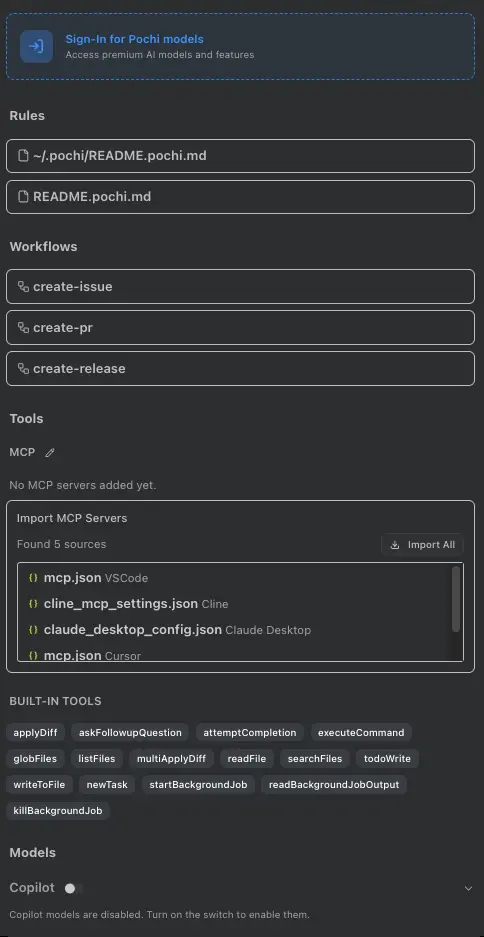 Sign-In for Pochi models
Access premium AI models and features
Rules
~/.pochi/README.pochi.md
README.pochi.md
Workflows
create-issue
create-pr
create-release
Tools
MCP
No MCP servers added yet.
Import MCP Servers
Found 5 sources
Import All
mcp.json VSCode
cline_mcp_settings.json Cline
claude_desktop_config.json Claude Desktop
mcp.json Cursor
BUILT-IN TOOLS
applyDiff askFollowupQuestion attemptCompletion executeCommand
globFiles listFiles multiApplyDiff readFile searchFiles todoWrite
writeToFile newTask startBackgroundJob readBackgroundJobOutput
killBackgroundJob
Models
Copilot
Copilot models are disabled. Turn on the switch to enable them.